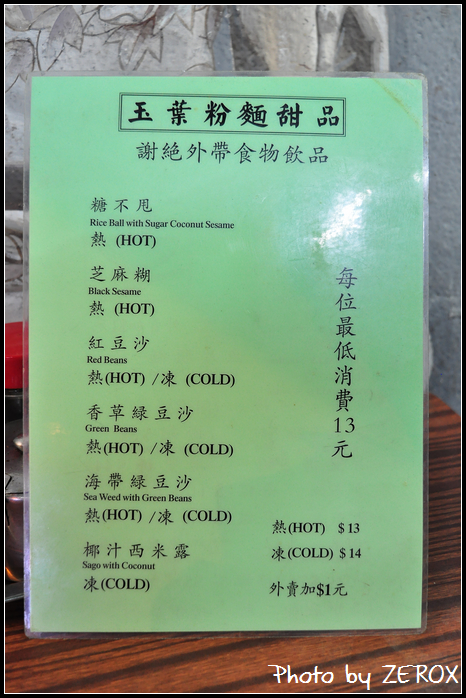 玉葉粉麵甜品
謝絕外帶食物飲品
糖不甩
Rice Ball with Sugar Coconut Sesame
熱 (HOT)
芝麻糊
Black Sesame
熱 (HOT)
紅豆沙
Red Beans
熱(HOT) /凍 (COLD)
香草綠豆沙
Green Beans
熱(HOT) /凍 (COLD)
海帶綠豆沙
Sea Weed with Green Beans
熱(HOT) /凍 (COLD)
椰汁西米露
Sago with Coconut
凍(COLD)
每位最低消費13元
熱(HOT) $13
凍(COLD) $14
外賣加$1元
Photo by ZEROX